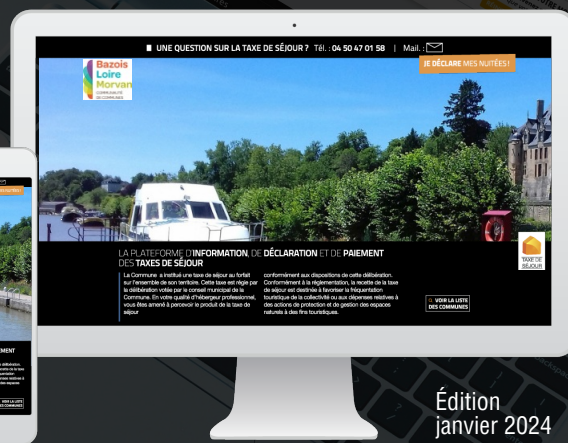 ■ UNE QUESTION SUR LA TAXE DE SÉJOUR ? Tél. : 04 50 47 01 58 | Mail. :
JE DÉCLARE MES NUITÉES !
Bazois
Loire
Morvan
COMMUNAUTÉ
DE COMMUNES
LA PLATEFORME D'INFORMATION, DE DÉCLARATION ET DE PAIEMENT
DES TAXES DE SÉJOUR
La Commune a institué une taxe de séjour au forfait
sur l'ensemble de son territoire. Cette taxe est régie par
la délibération votée par le conseil municipal de la
Commune. En votre qualité d'hébergeur professionnel,
vous êtes amené à percevoir le produit de la taxe de
séjour
conformément aux dispositions de cette délibération.
Conformément à la réglementation, la recette de la taxe
de séjour est destinée à favoriser la fréquentation
touristique de la collectivité ou aux dépenses relatives à
des actions de protection et de gestion des espaces
naturels à des fins touristiques.
VOIR LA LISTE
DES COMMUNES
TAXE DE
SÉJOUR
Édition
janvier 2024